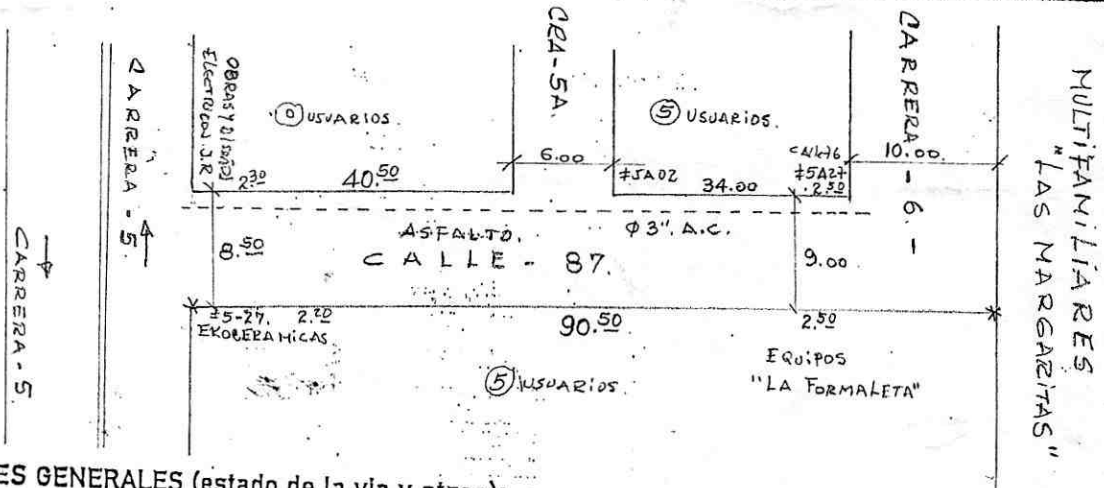 CARRERA - 5
CARRERA - 5.
OBRAS Y DISEÑOS
ELECTRICOS J.R
0 USUARIOS.
2.30
40.50
CRA-5A
6.00
5 USUARIOS.
#5A02
34.00
#5A27
2.50
CARRERA - 6. -
10.00.
MULTIFAMILIARES
"LAS MARGARITAS"
ASFALTO. Φ 3". A.C.
8.50
CALLE - 87.
9.00
#5-27. 2.20
EKOCERAMICAS
90.50
2.50
5 USUARIOS.
EQUIPOS
"LA FORMALETA"
ES GENERALES (estado de la via y otros)